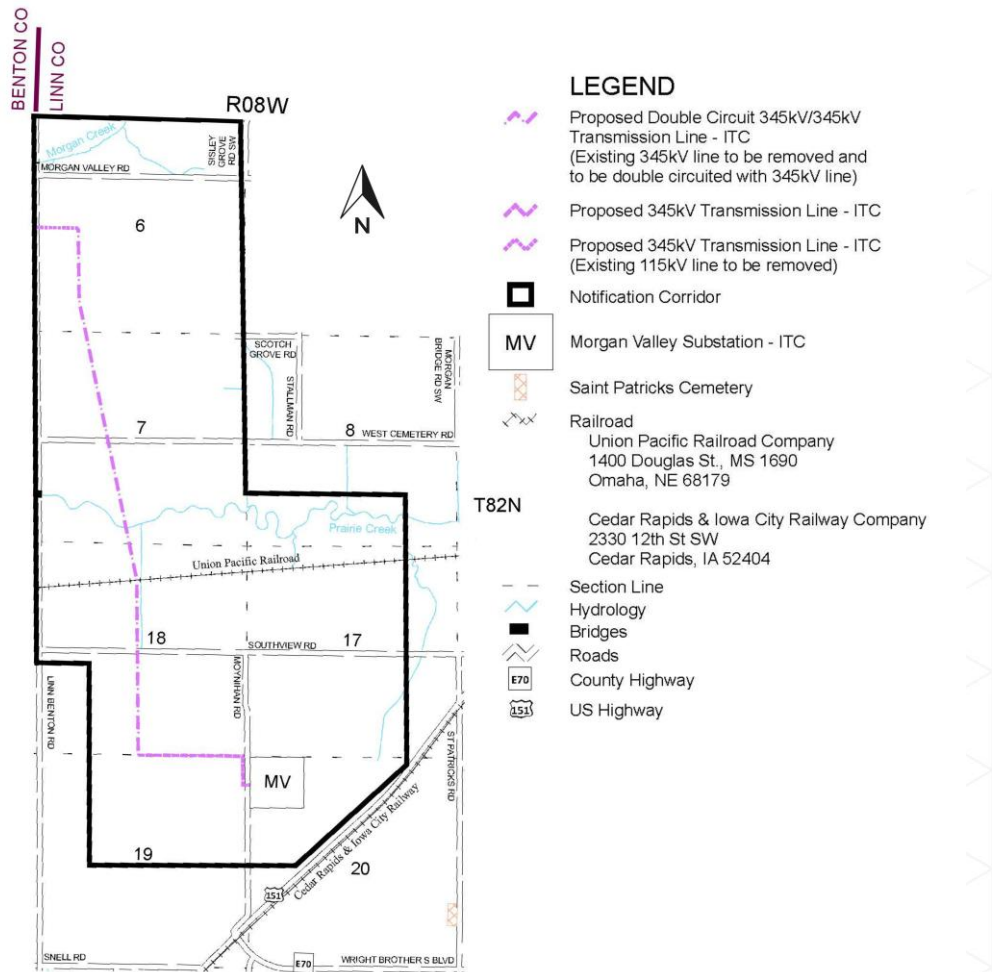 BENTON CO
LINN CO
R08W
Morgan Creek
SISLEY
GROVE
RD SW
MORGAN VALLEY RD
N
6
SCOTCH
GROVE RD
STALLMAN RD
MORGAN
BRIDGE RD SW
7
8
WEST CEMETERY RD
T82N
Prairie Creek
Union Pacific Railroad
18
17
SOUTHVIEW RD
LINN BENTON RD
MOYNIHAN RD
ST PATRICKS RD
MV
Cedar Rapids & Iowa City Railway
19
20
151
SNELL RD
E70
WRIGHT BROTHERS BLVD
LEGEND
Proposed Double Circuit 345kV/345kV
Transmission Line - ITC
(Existing 345kV line to be removed and
to be double circuited with 345kV line)
Proposed 345kV Transmission Line - ITC
Proposed 345kV Transmission Line - ITC
(Existing 115kV line to be removed)
Notification Corridor
MV
Morgan Valley Substation - ITC
Saint Patricks Cemetery
Railroad
Union Pacific Railroad Company
1400 Douglas St., MS 1690
Omaha, NE 68179
Cedar Rapids & Iowa City Railway Company
2330 12th St SW
Cedar Rapids, IA 52404
Section Line
Hydrology
Bridges
Roads
E70
County Highway
151
US Highway